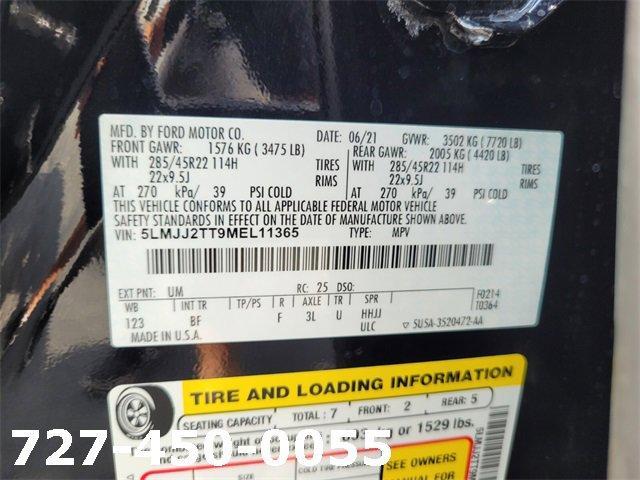 MFD. BY FORD MOTOR CO. DATE: 06/21 GVWR: 3502 KG ( 7720 LB)
FRONT GAWR: 1576 KG ( 3475 LB) REAR GAWR: 2005 KG ( 4420 LB)
WITH 285/45R22 114H TIRES WITH 285/45R22 114H TIRES
22x9.5J RIMS 22x9.5J RIMS
AT 270 kPa/ 39 PSI COLD AT 270 kPa/ 39 PSI COLD
THIS VEHICLE CONFORMS TO ALL APPLICABLE FEDERAL MOTOR VEHICLE
SAFETY STANDARDS IN EFFECT ON THE DATE OF MANUFACTURE SHOWN ABOVE.
VIN: 5LMJJ2TT9MEL11365 TYPE: MPV
EXT PNT: UM RC: 25 DSO: F0214
WB INT TR TP/PS R AXLE TR SPR T0364
123 BF F 3L U HHJJ
ULC 5USA-3520472-AA
MADE IN U.S.A.
TIRE AND LOADING INFORMATION
SEATING CAPACITY TOTAL : 7 FRONT: 2 REAR: 5
or 1529 lbs.
727-450-0055
SIZE
SEE OWNERS